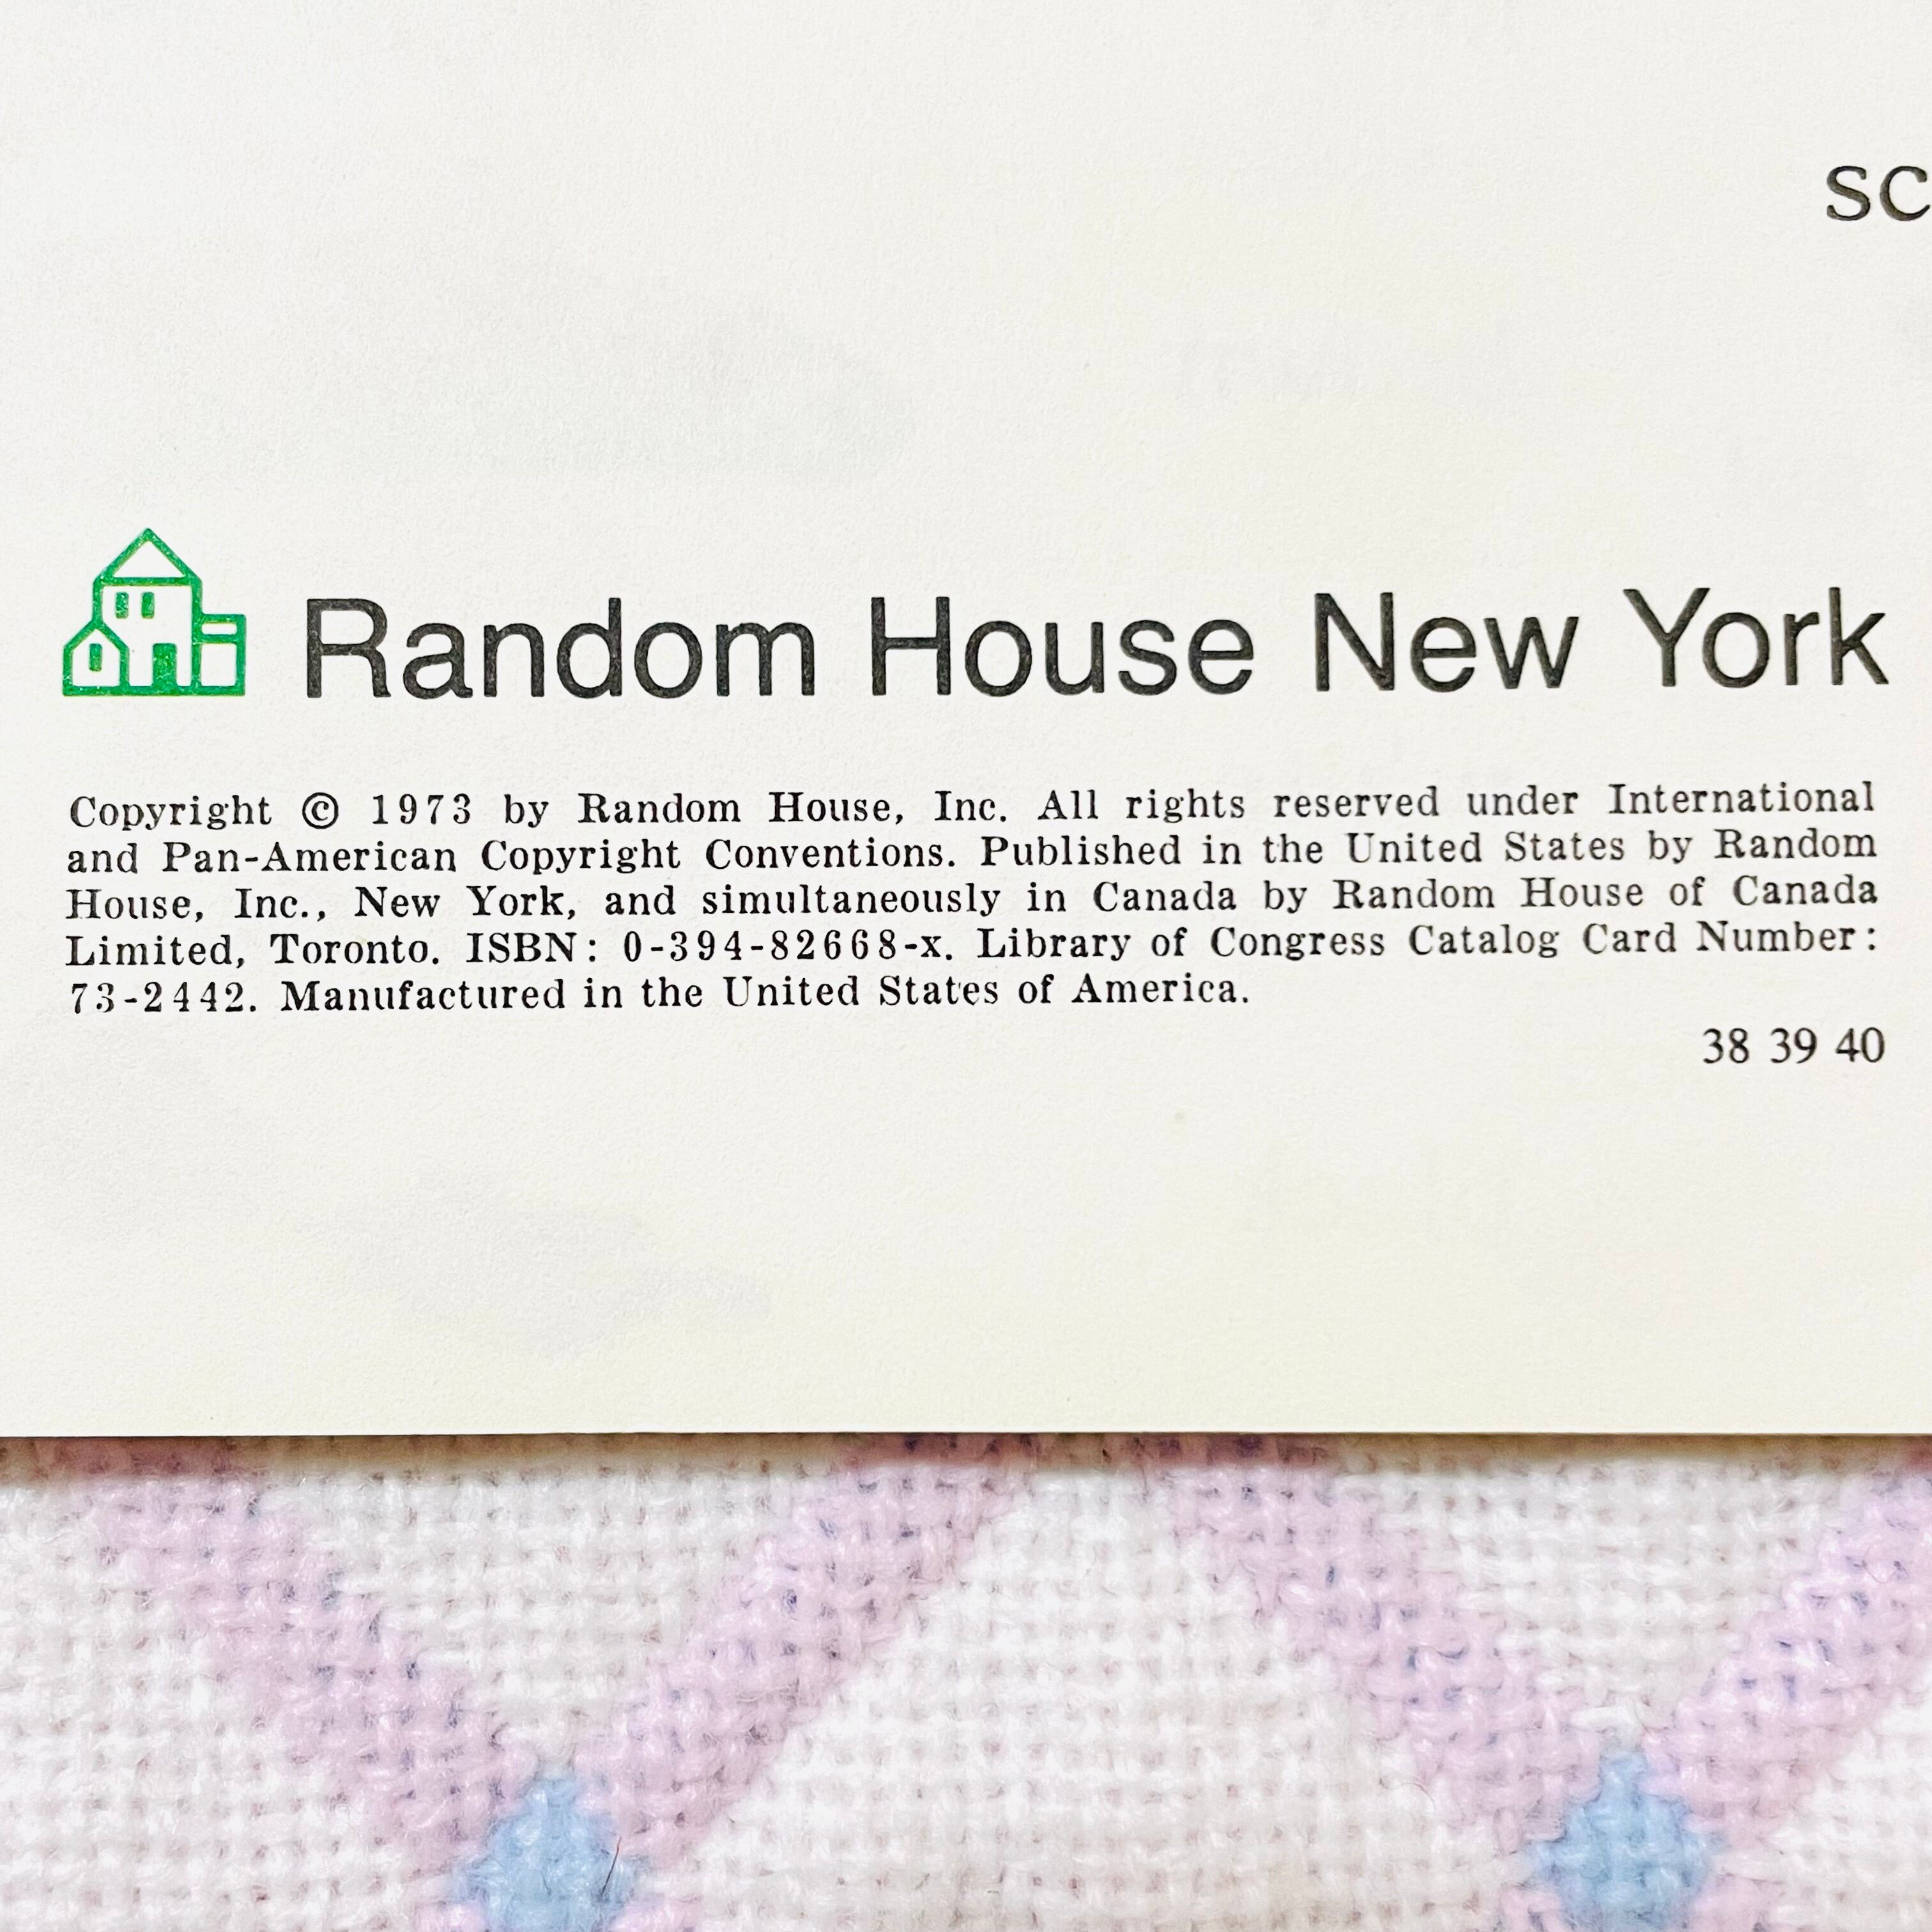 SC
Random House New York
Copyright © 1973 by Random House, Inc. All rights reserved under International
and Pan-American Copyright Conventions. Published in the United States by Random
House, Inc., New York, and simultaneously in Canada by Random House of Canada
Limited, Toronto. ISBN: 0-394-82668-x. Library of Congress Catalog Card Number:
73-2442. Manufactured in the United States of America.
38 39 40